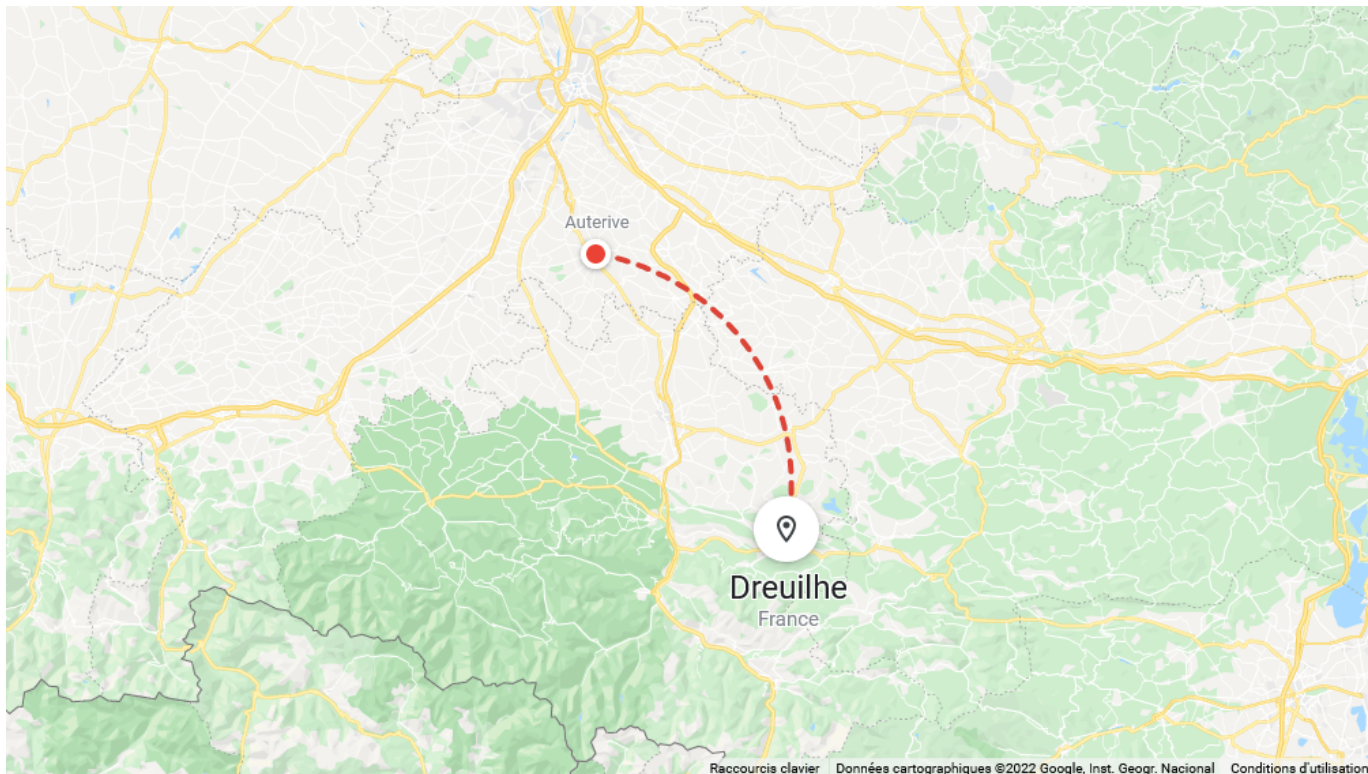 Auterive
Dreuilhe
France
Raccourcis clavier Données cartographiques ©2022 Google, Inst. Geogr. Nacional Conditions d'utilisation